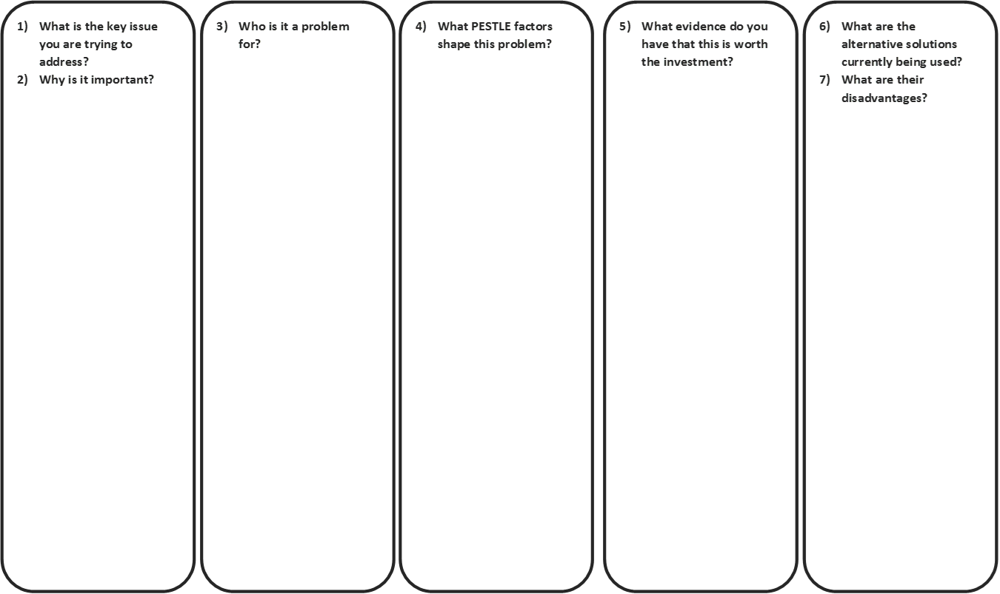 1) What is the key issue
you are trying to
address?
2) Why is it important?
3) Who is it a problem
for?
4) What PESTLE factors
shape this problem?
5) What evidence do you
have that this is worth
the investment?
6) What are the
alternative solutions
currently being used?
7) What are their
disadvantages?